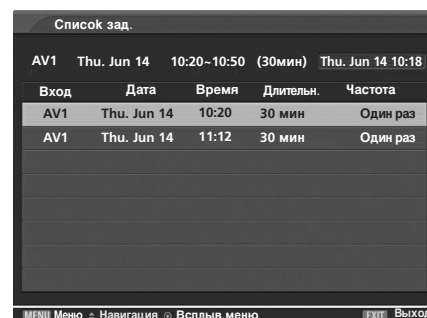 Список зад.
AV1 Thu. Jun 14 10:20~10:50 (30мин) Thu. Jun 14 10:18
Вход Дата Время Длительн. Частота
AV1 Thu. Jun 14 10:20 30 мин Один раз
AV1 Thu. Jun 14 11:12 30 мин Один раз
MENU Меню Навигация Всплыв меню EXIT Выход